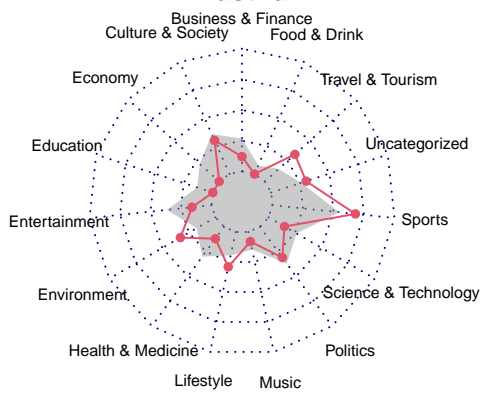 Business & Finance
Culture & Society
Food & Drink
Economy
Travel & Tourism
Education
Uncategorized
Entertainment
Sports
Environment
Science & Technology
Health & Medicine
Politics
Lifestyle
Music